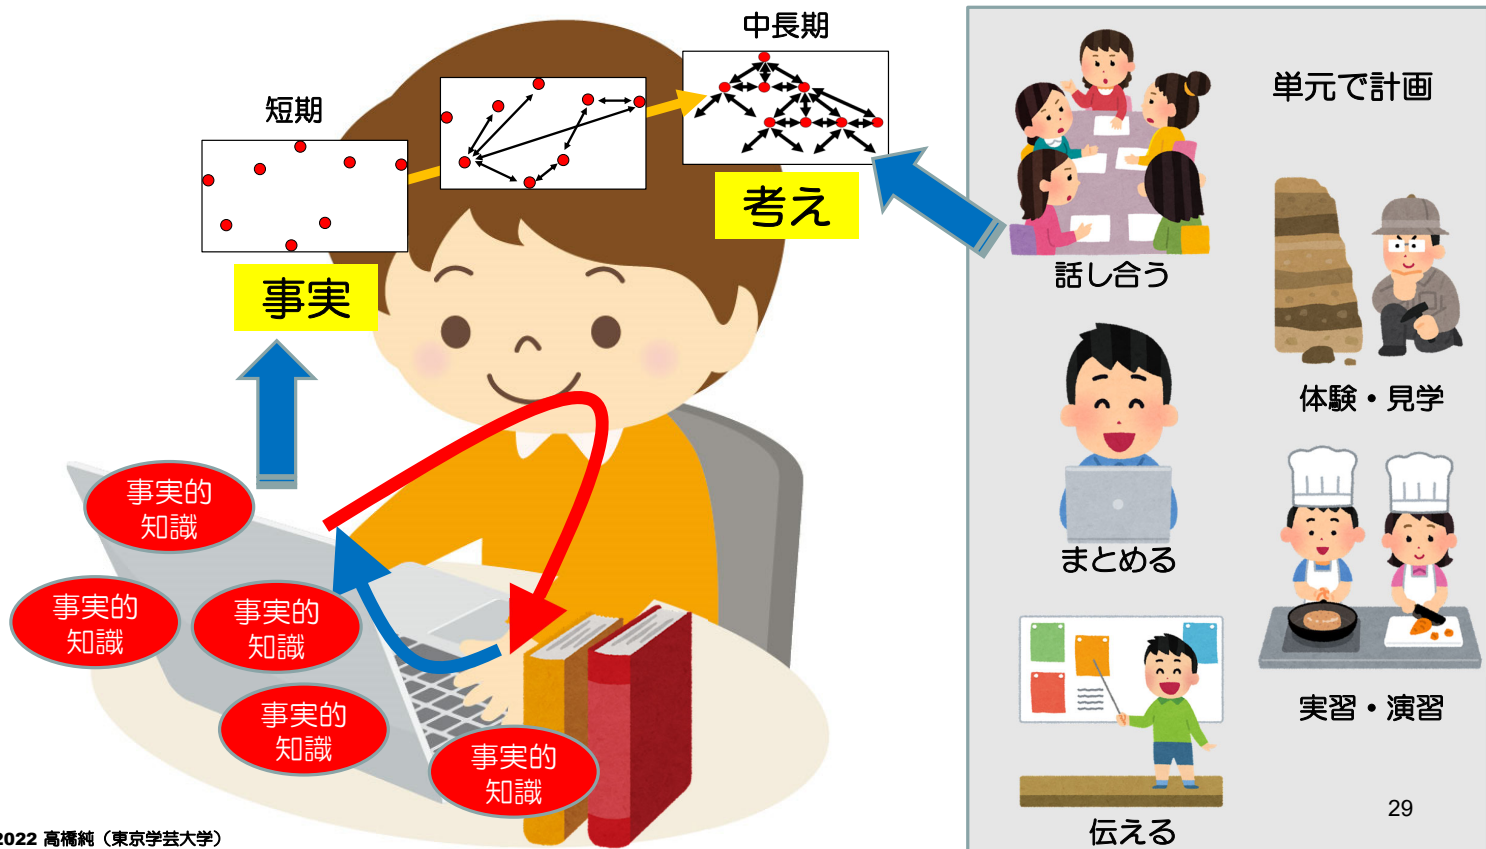 中長期
短期
考え
事実
事実的
知識
事実的
知識
事実的
知識
事実的
知識
事実的
知識
単元で計画
話し合う
体験・見学
まとめる
実習・演習
伝える
29
2022 高橋純（東京学芸大学）